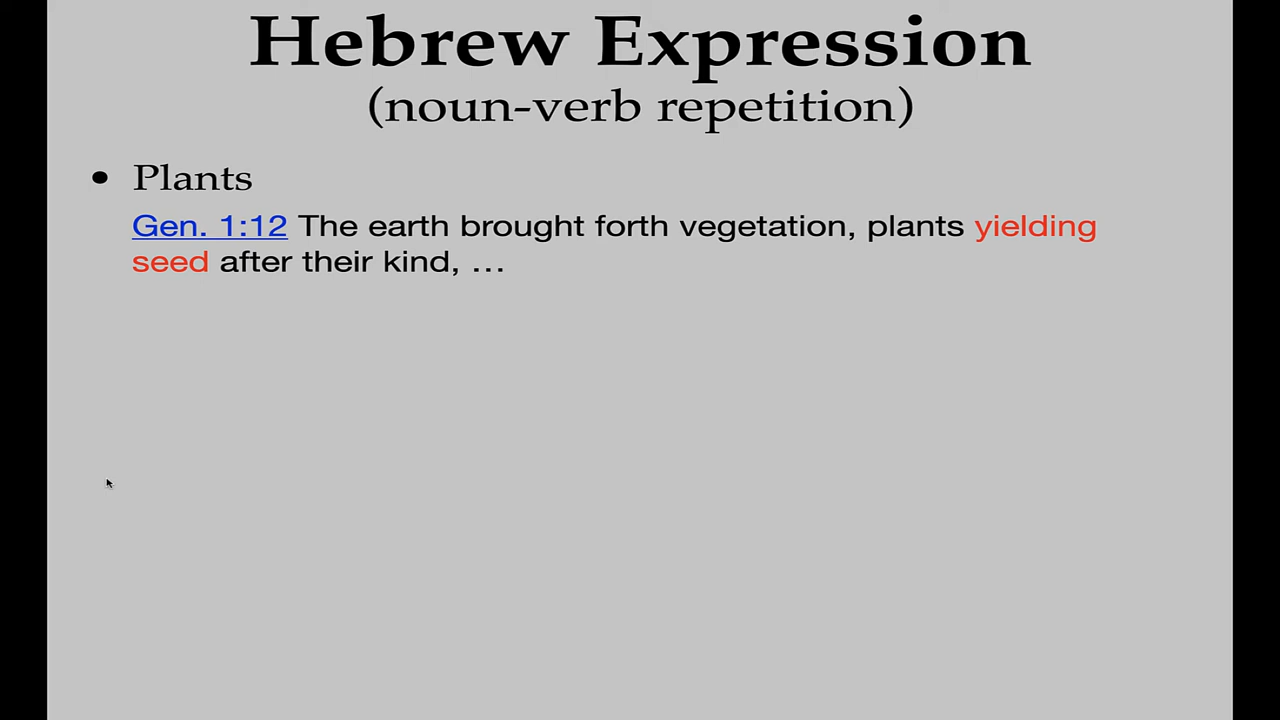 Hebrew Expression
(noun-verb repetition)
• Plants
Gen. 1:12 The earth brought forth vegetation, plants yielding
seed after their kind, …